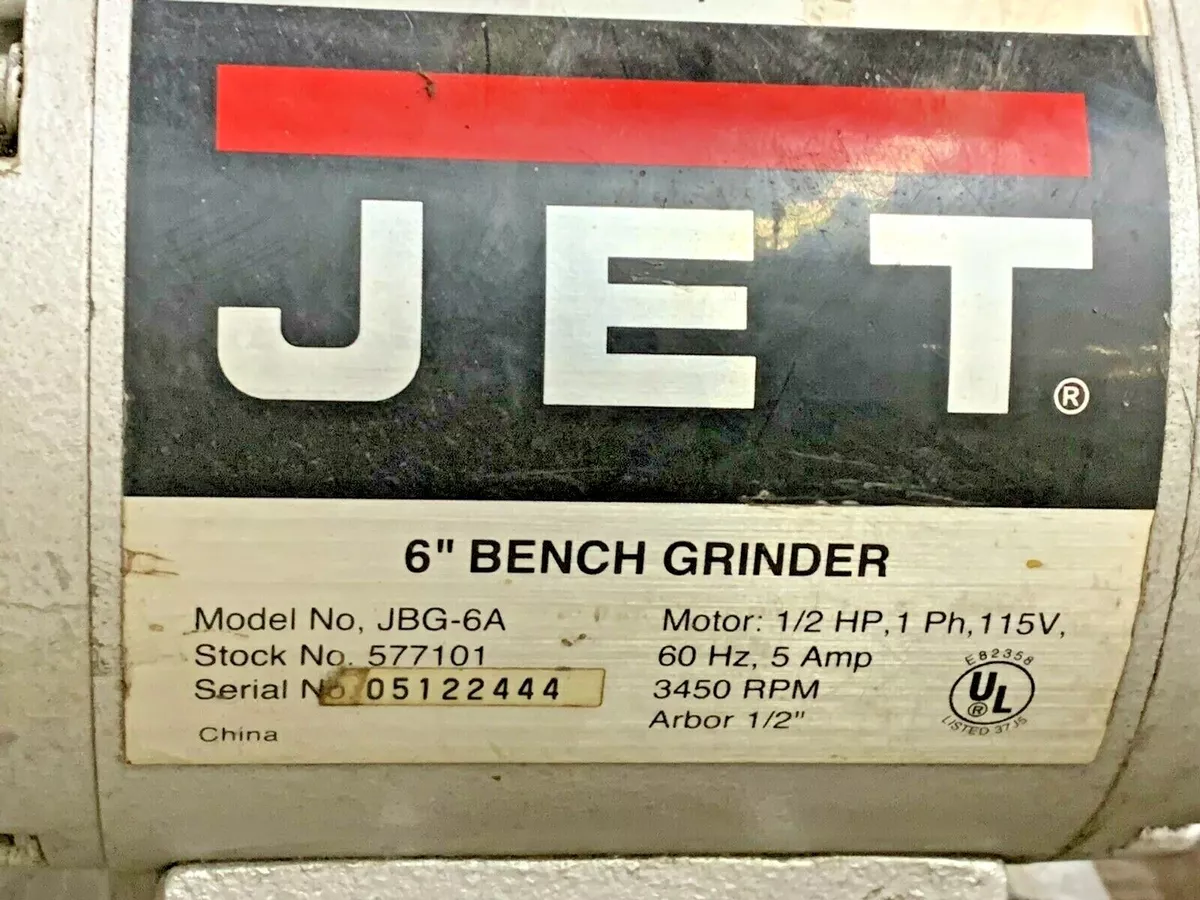 JET®
6" BENCH GRINDER
Model No, JBG-6A
Stock No. 577101
Serial No. 05122444
China
Motor: 1/2 HP, 1 Ph, 115V,
60 Hz, 5 Amp
3450 RPM
Arbor 1/2"
E82358
UL®
LISTED 37J5